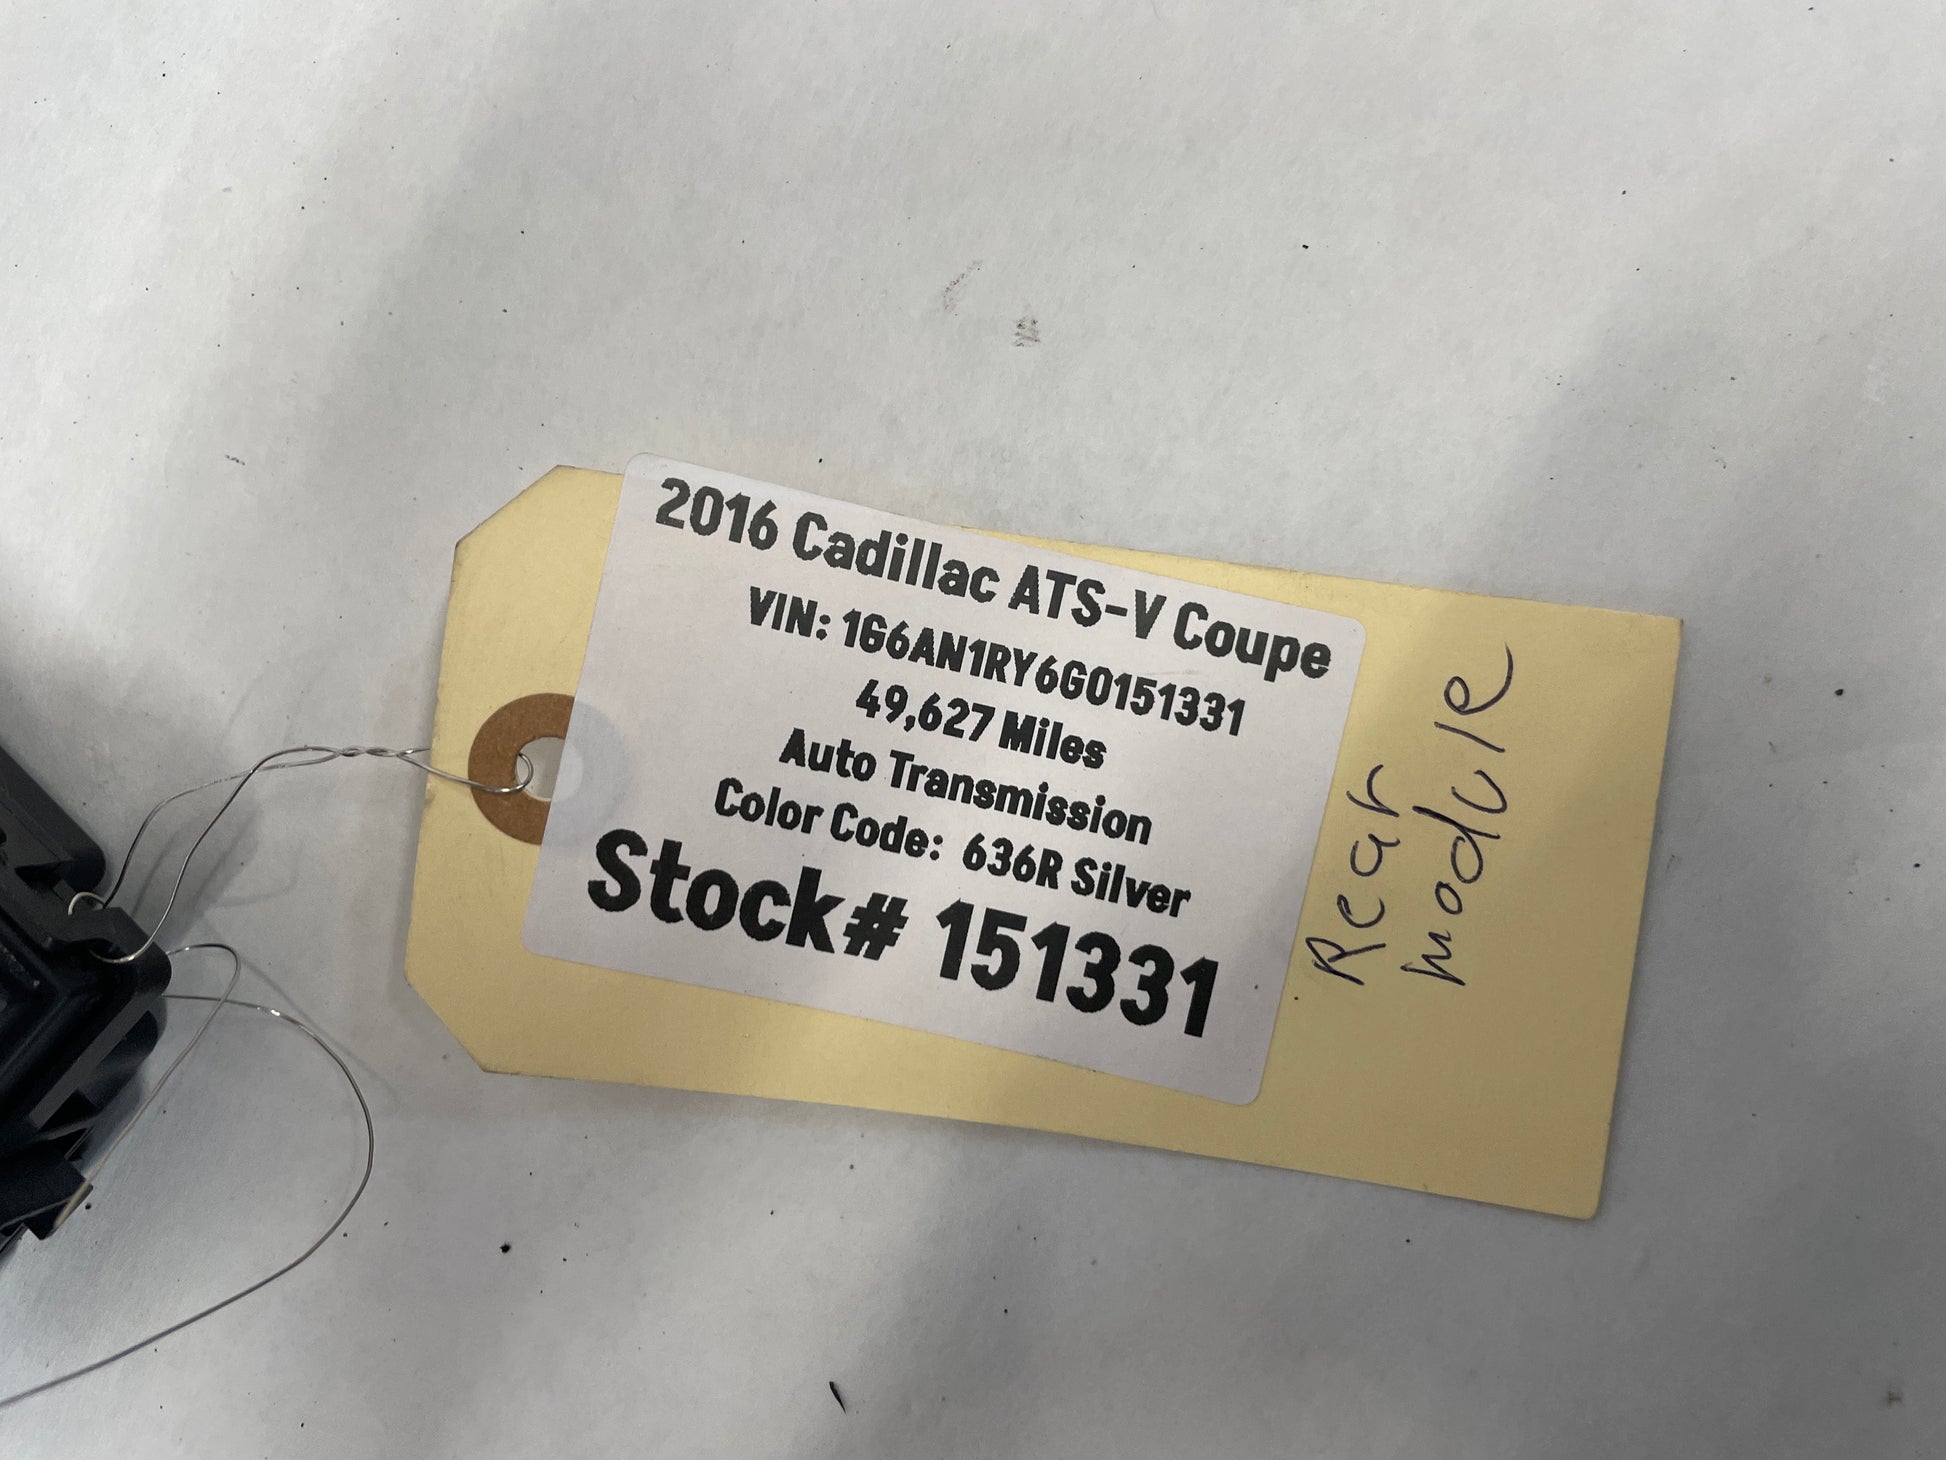 2016 Cadillac ATS-V Coupe
VIN: 1G6AN1RY6G0151331
49,627 Miles
Auto Transmission
Color Code: 636R Silver
Stock# 151331
Rear
module